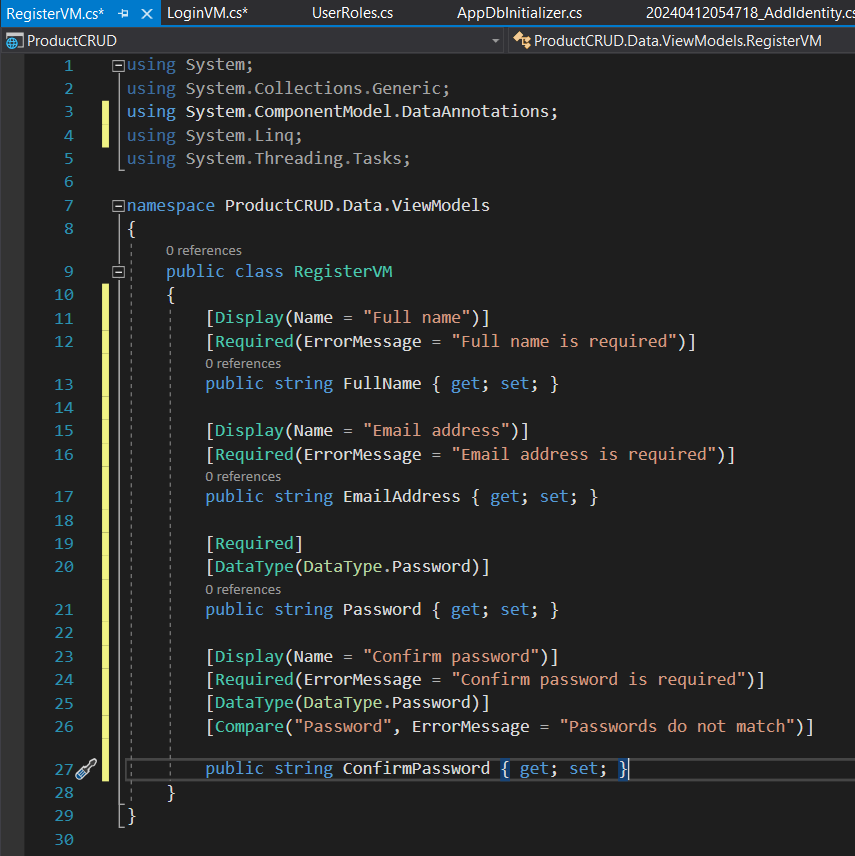 RegisterVM.cs* LoginVM.cs* UserRoles.cs AppDbInitializer.cs 20240412054718_AddIdentity.cs
ProductCRUD ProductCRUD.Data.ViewModels.RegisterVM
1 using System;
2 using System.Collections.Generic;
3 using System.ComponentModel.DataAnnotations;
4 using System.Linq;
5 using System.Threading.Tasks;
6
7 namespace ProductCRUD.Data.ViewModels
8 {
0 references
9 public class RegisterVM
10 {
11 [Display(Name = "Full name")]
12 [Required(ErrorMessage = "Full name is required")]
0 references
13 public string FullName { get; set; }
14
15 [Display(Name = "Email address")]
16 [Required(ErrorMessage = "Email address is required")]
0 references
17 public string EmailAddress { get; set; }
18
19 [Required]
20 [DataType(DataType.Password)]
0 references
21 public string Password { get; set; }
22
23 [Display(Name = "Confirm password")]
24 [Required(ErrorMessage = "Confirm password is required")]
25 [DataType(DataType.Password)]
26 [Compare("Password", ErrorMessage = "Passwords do not match")]
27 public string ConfirmPassword { get; set; }
28 }
29 }
30